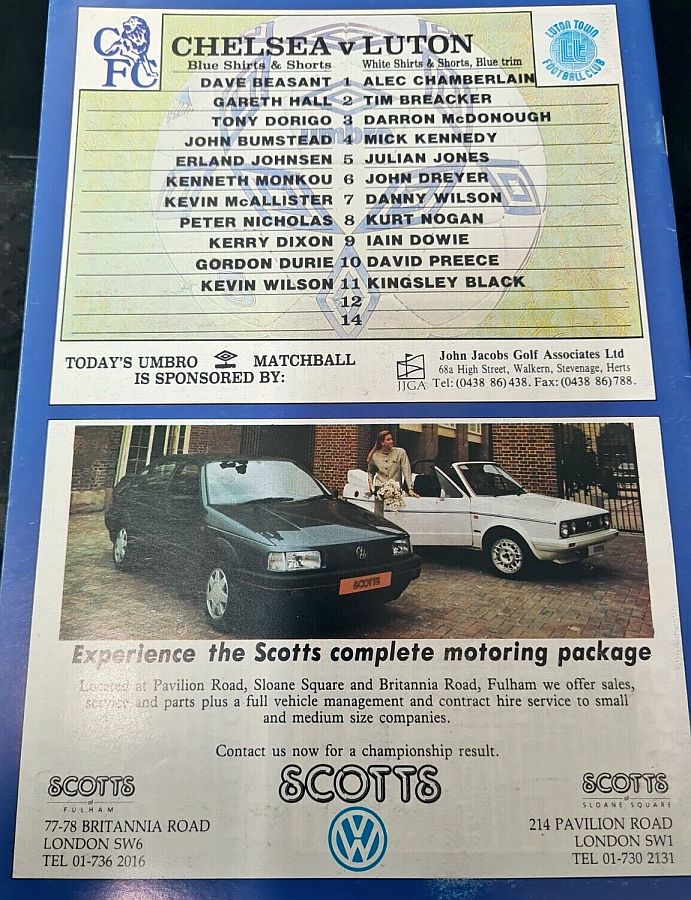 CFC
CHELSEA v LUTON
LUTON TOWN
FOOTBALL CLUB
Blue Shirts & Shorts White Shirts & Shorts, Blue trim
DAVE BEASANT 1 ALEC CHAMBERLAIN
GARETH HALL 2 TIM BREACKER
TONY DORIGO 3 DARRON McDONOUGH
JOHN BUMSTEAD 4 MICK KENNEDY
ERLAND JOHNSEN 5 JULIAN JONES
KENNETH MONKOU 6 JOHN DREYER
KEVIN McALLISTER 7 DANNY WILSON
PETER NICHOLAS 8 KURT NOGAN
KERRY DIXON 9 IAIN DOWIE
GORDON DURIE 10 DAVID PREECE
KEVIN WILSON 11 KINGSLEY BLACK
12
14
umbro
TODAY'S UMBRO MATCHBALL
IS SPONSORED BY:
JJGA
John Jacobs Golf Associates Ltd
68a High Street, Walkern, Stevenage, Herts
Tel: (0438 86) 438. Fax: (0438 86) 788.
SCOTTS
Experience the Scotts complete motoring package
Located at Pavilion Road, Sloane Square and Britannia Road, Fulham we offer sales,
service and parts plus a full vehicle management and contract hire service to small
and medium size companies.
Contact us now for a championship result.
SCOTTS
of
FULHAM
77-78 BRITANNIA ROAD
LONDON SW6
TEL 01-736 2016
SCOTTS
VW
SCOTTS
of
SLOANE SQUARE
214 PAVILION ROAD
LONDON SW1
TEL 01-730 2131